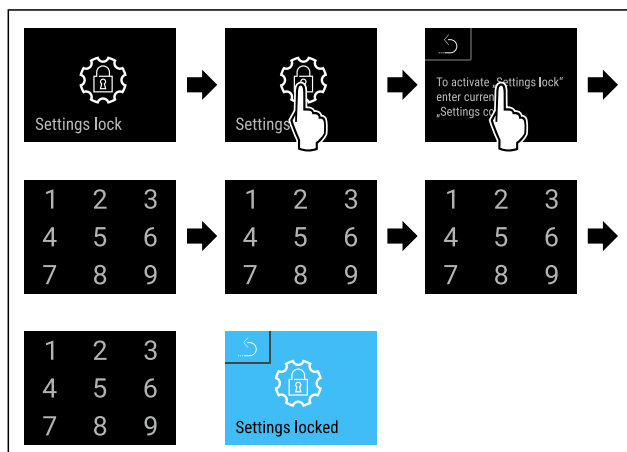 Settings lock
Settings
To activate „Settings lock"
enter curren
„Settings co
1 2 3
4 5 6
7 8 9
1 2 3
4 5 6
7 8 9
1 2 3
4 5 6
7 8 9
1 2 3
4 5 6
7 8 9
Settings locked